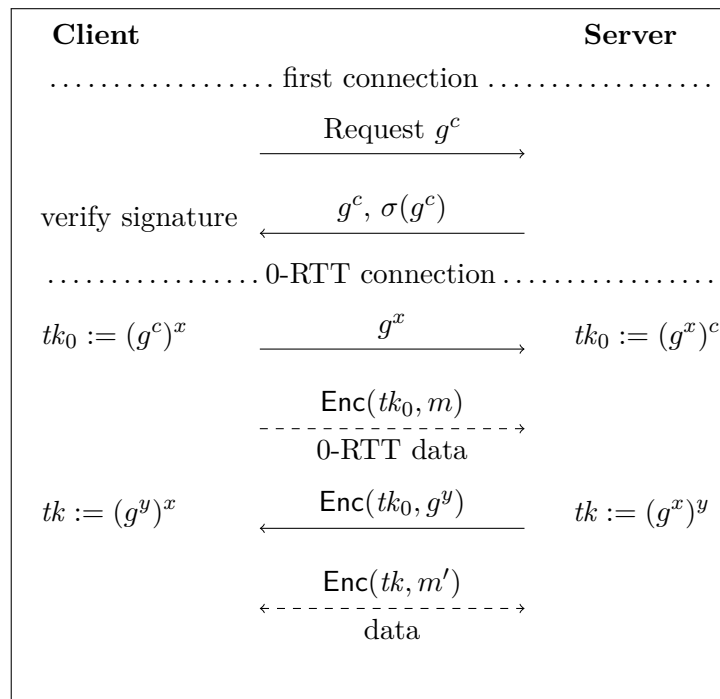 Client Server
.................. first connection ..................
Request g^c
verify signature g^c, σ(g^c)
................. 0-RTT connection .................
tk_0 := (g^c)^x g^x tk_0 := (g^x)^c
Enc(tk_0, m)
0-RTT data
tk := (g^y)^x Enc(tk_0, g^y) tk := (g^x)^y
Enc(tk, m′)
data